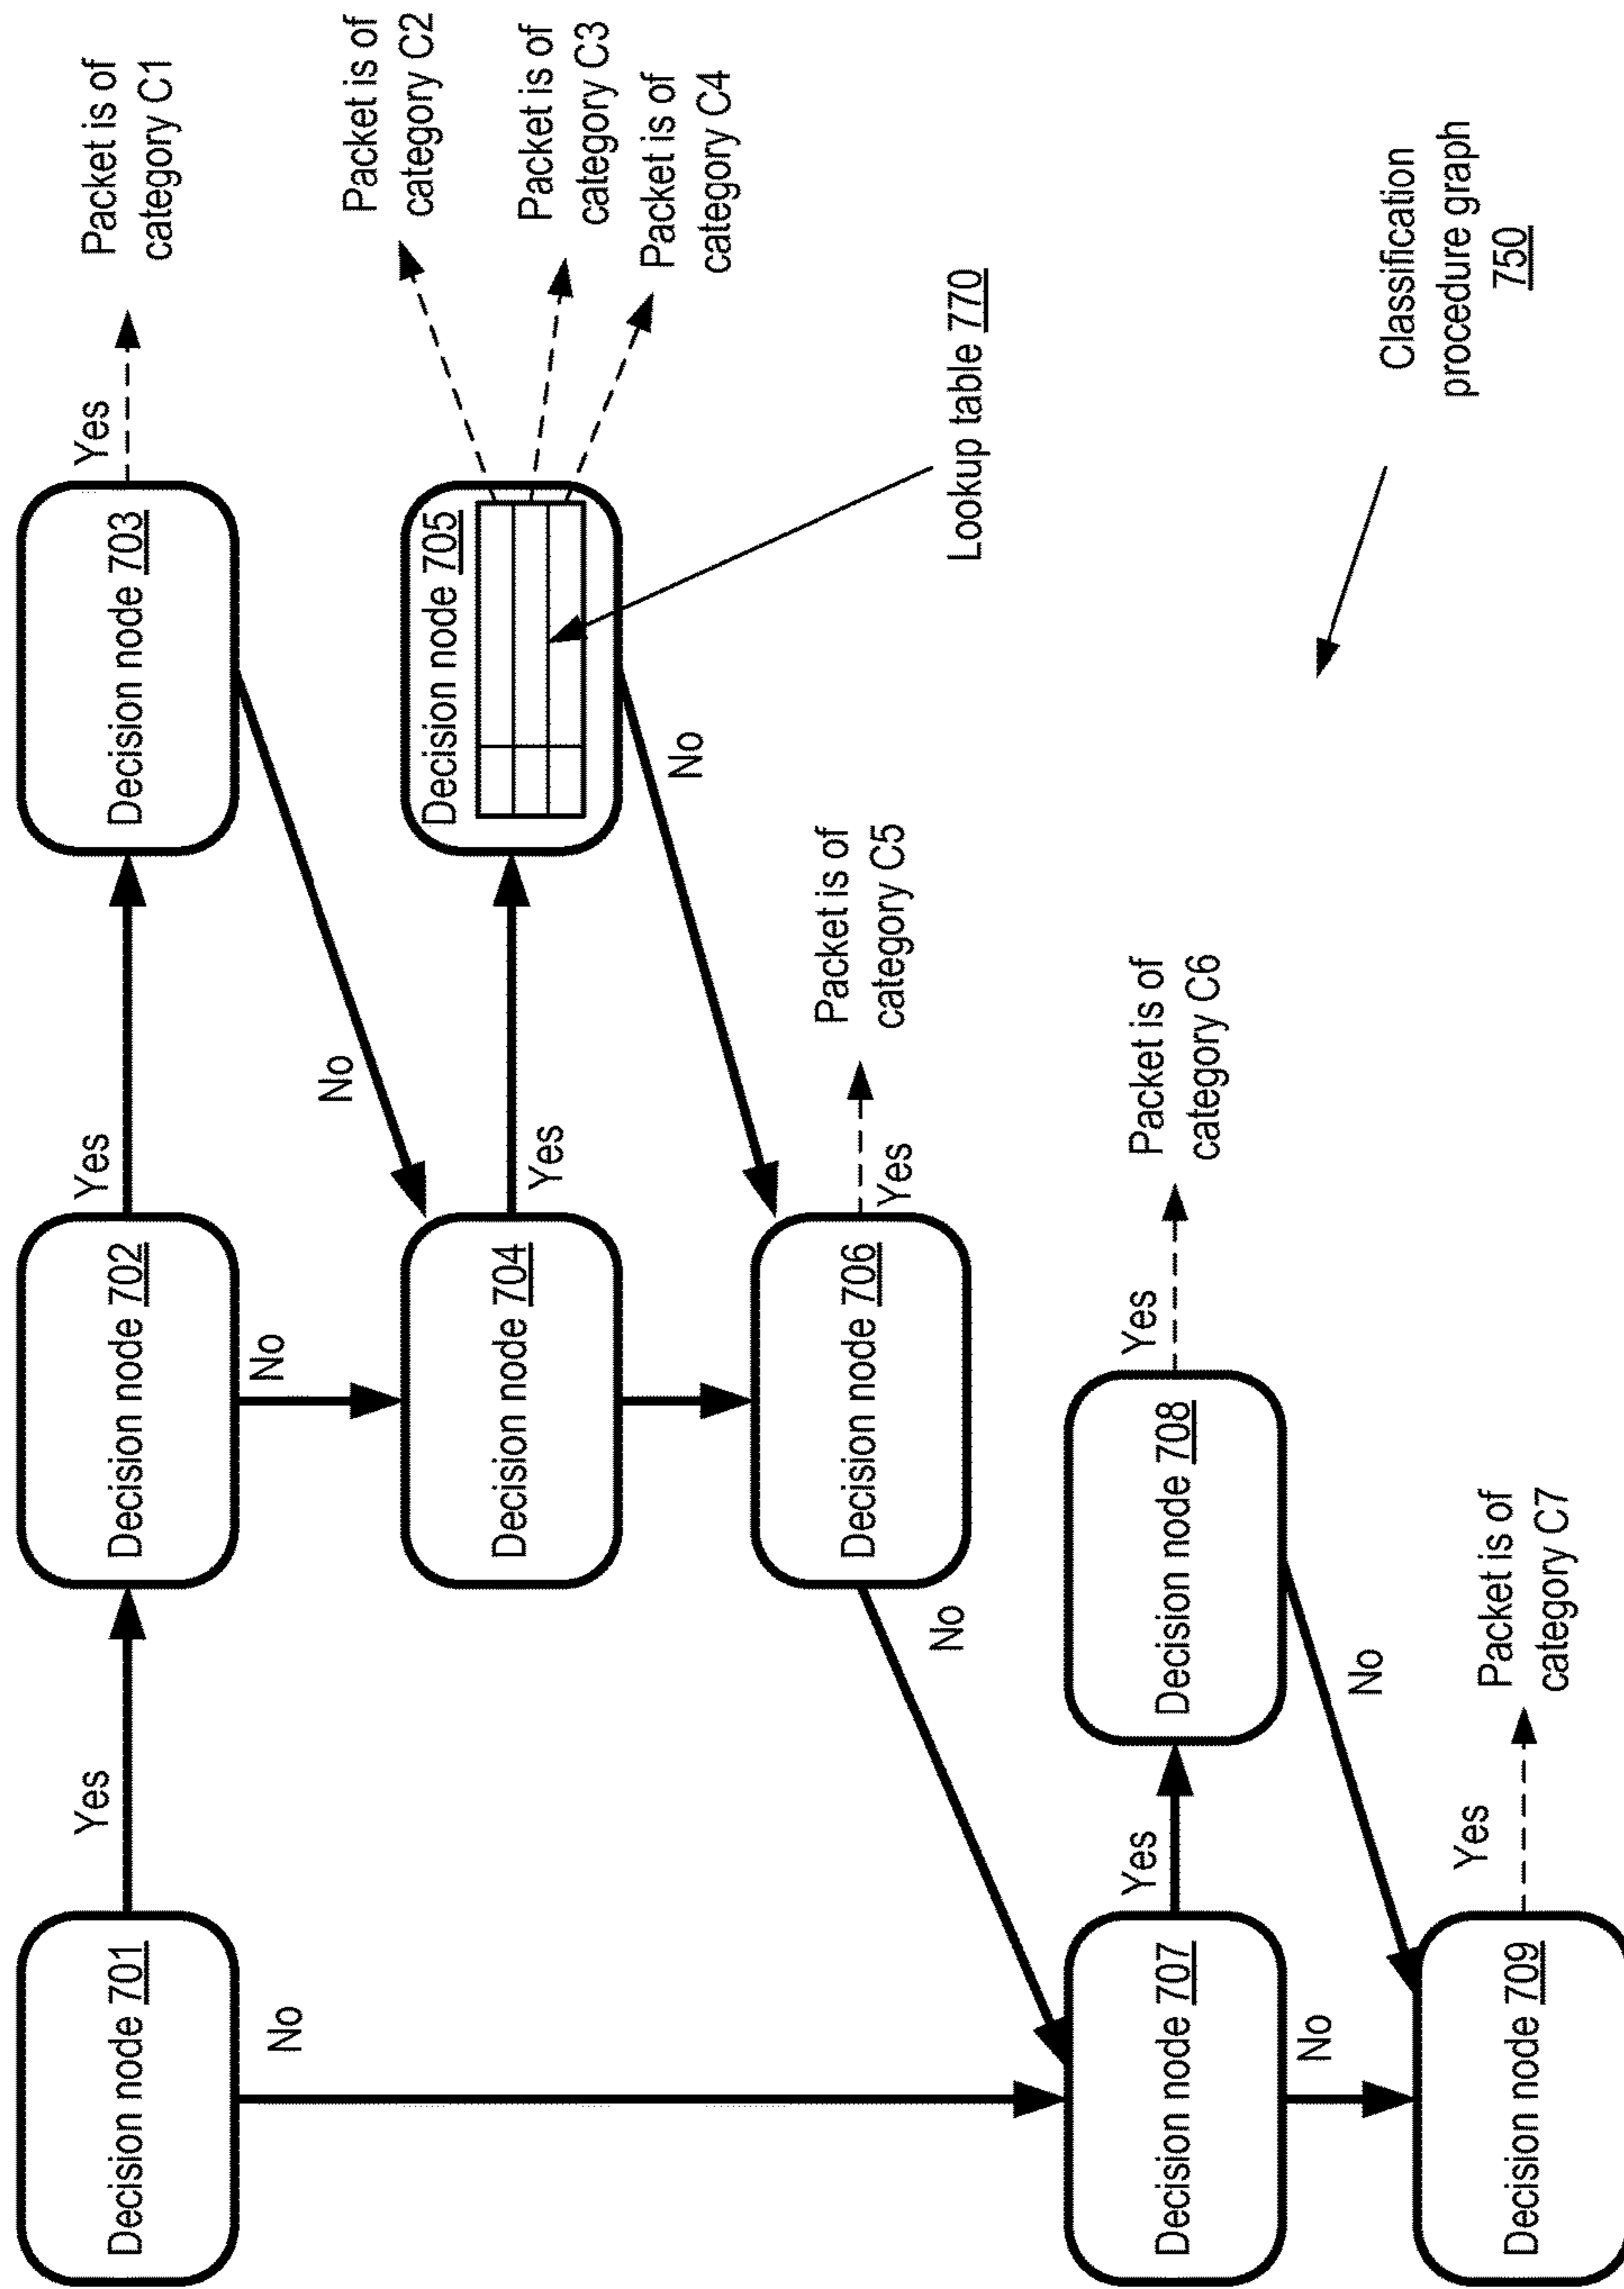 Decision node 701
Yes
No
Decision node 702
Yes
No
Decision node 703
Yes
Packet is of
category C1
No
Decision node 704
Yes
Decision node 705
Packet is of
category C2
Packet is of
category C3
Packet is of
category C4
No
Lookup table 770
Decision node 706
Yes
Packet is of
category C5
No
Decision node 707
Yes
No
Decision node 708
Yes
Packet is of
category C6
No
Decision node 709
Yes
Packet is of
category C7
Classification
procedure graph
750